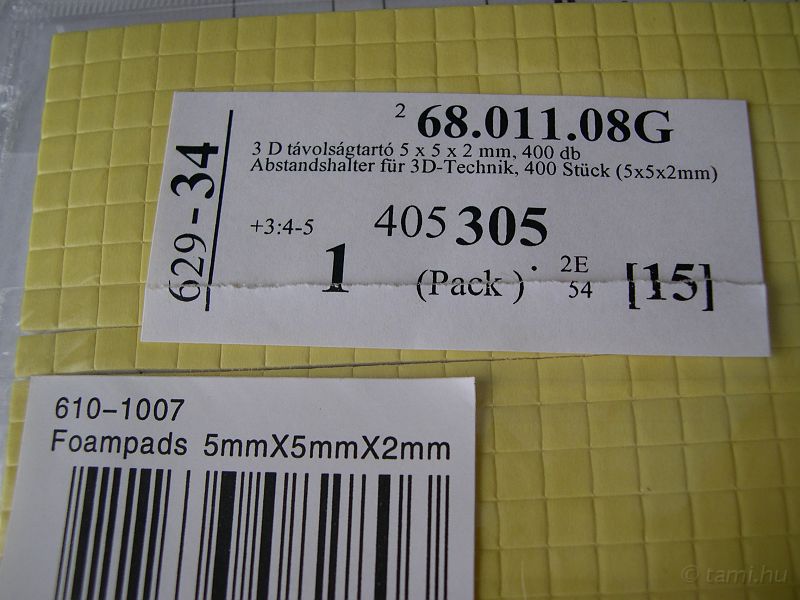 2 68.011.08G
3 D távolságtartó 5 x 5 x 2 mm, 400 db
Abstandshalter für 3D-Technik, 400 Stück (5x5x2mm)
629-34
+3:4-5 405 305
1 (Pack ) 2E 54 [15]
610-1007
Foampads 5mmX5mmX2mm
© tami.hu